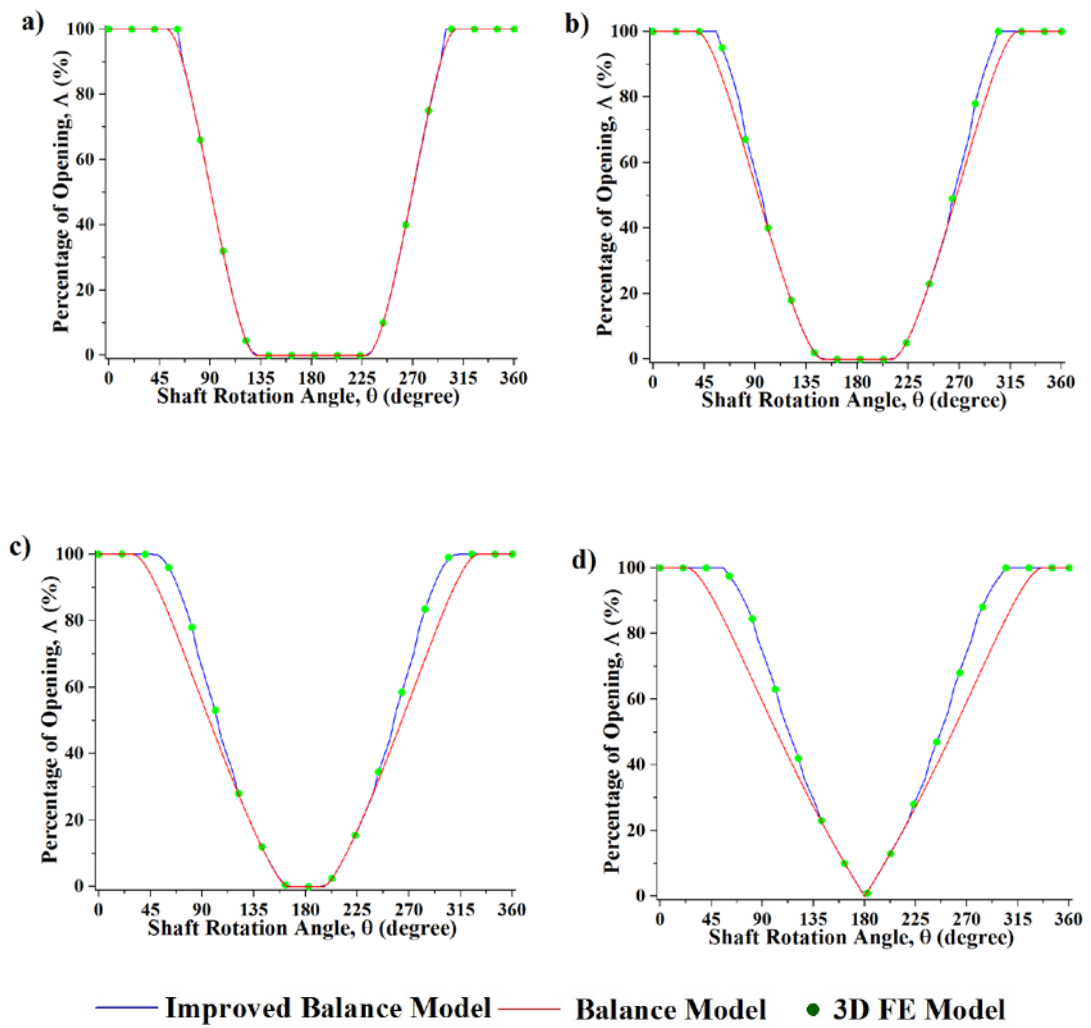 a)
Percentage of Opening, Λ (%)
100
80
60
40
20
0
0 45 90 135 180 225 270 315 360
Shaft Rotation Angle, θ (degree)
b)
Percentage of Opening, Λ (%)
100
80
60
40
20
0
0 45 90 135 180 225 270 315 360
Shaft Rotation Angle, θ (degree)
c)
Percentage of Opening, Λ (%)
100
80
60
40
20
0
0 45 90 135 180 225 270 315 360
Shaft Rotation Angle, θ (degree)
d)
Percentage of Opening, Λ (%)
100
80
60
40
20
0
0 45 90 135 180 225 270 315 360
Shaft Rotation Angle, θ (degree)
Improved Balance Model Balance Model 3D FE Model